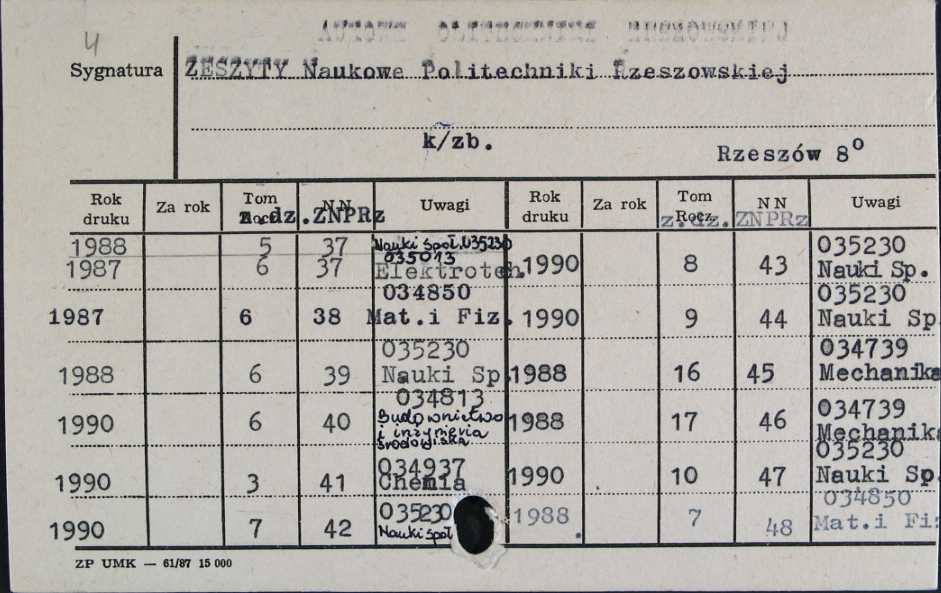 4
Sygnatura ZESZYTY Naukowe Politechniki Rzeszowskiej
k/zb.
Rzeszów 8º
Rok druku Za rok Tom Rocz. NN Uwagi Rok druku Za rok Tom Rocz. NN Uwagi
z.dz. ZNPRz z.dz. ZNPRz
1988 5 37 Nauki Społ. 035230
1987 6 37 035013 Elektrotech. 1990 8 43 035230 Nauki Sp.
1987 6 38 034850 Mat.i Fiz. 1990 9 44 035230 Nauki Sp
1988 6 39 035230 Nauki Sp. 1988 16 45 034739 Mechanika
1990 6 40 034813 Budownictwo i inżynieria środowiska 1988 17 46 034739 Mechanika
1990 3 41 034937 Chemia 1990 10 47 035230 Nauki Sp.
1990 7 42 035230 Nauki społ 1988 7 48 034850 Mat.i Fiz
ZP UMK — 61/87 15 000